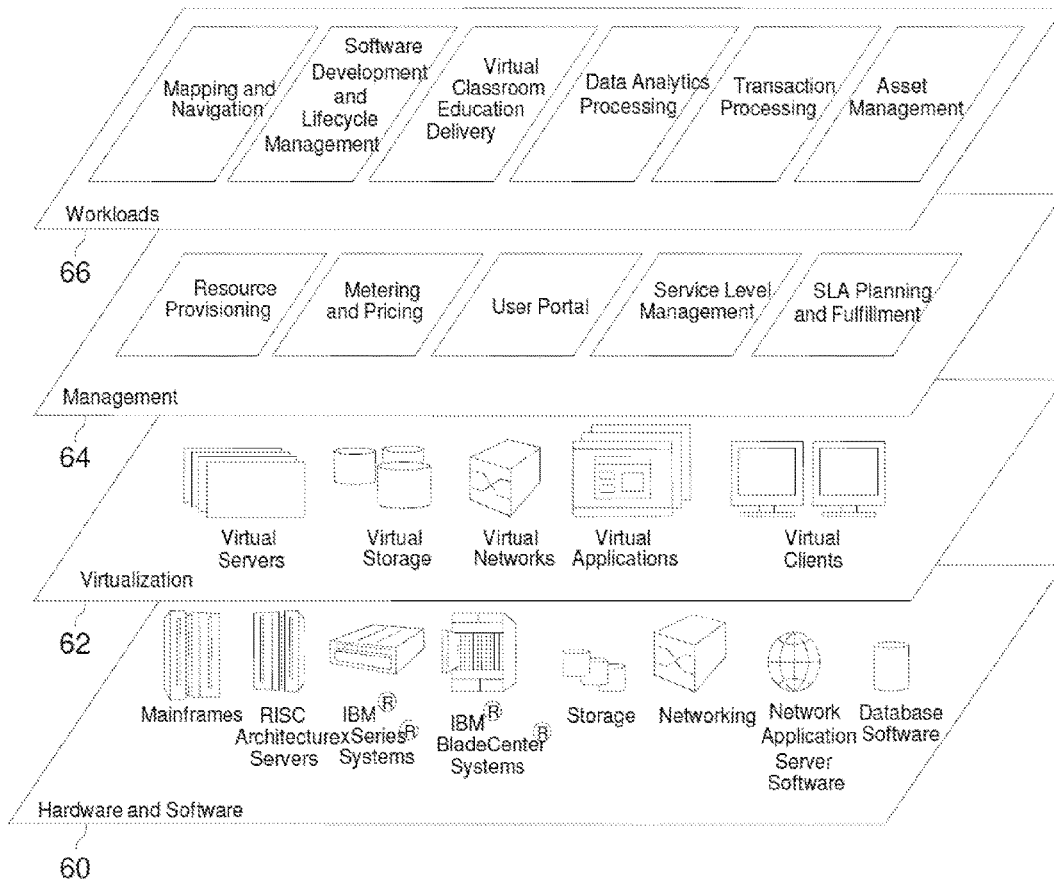 Mapping and
Navigation
Software
Development
and
Lifecycle
Management
Virtual
Classroom
Education
Delivery
Data Analytics
Processing
Transaction
Processing
Asset
Management
Workloads
66
Resource
Provisioning
Metering
and Pricing
User Portal
Service Level
Management
SLA Planning
and Fulfillment
Management
64
Virtual
Servers
Virtual
Storage
Virtual
Networks
Virtual
Applications
Virtual
Clients
Virtualization
62
Mainframes
RISC
Architecture
Servers
IBM®
xSeries®
Systems
IBM®
BladeCenter®
Systems
Storage
Networking
Network
Application
Server
Software
Database
Software
Hardware and Software
60